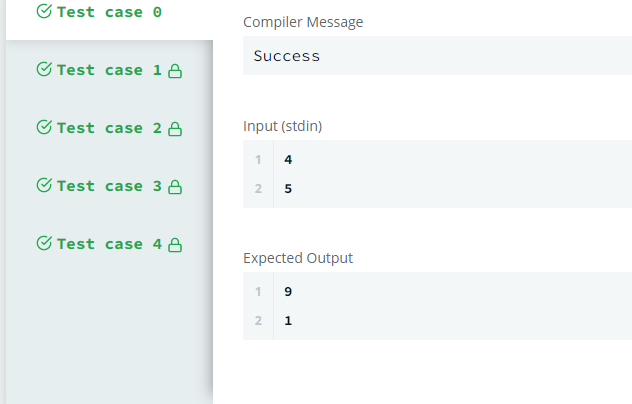 Test case 0
Test case 1
Test case 2
Test case 3
Test case 4
Compiler Message
Success
Input (stdin)
1 4
2 5
Expected Output
1 9
2 1